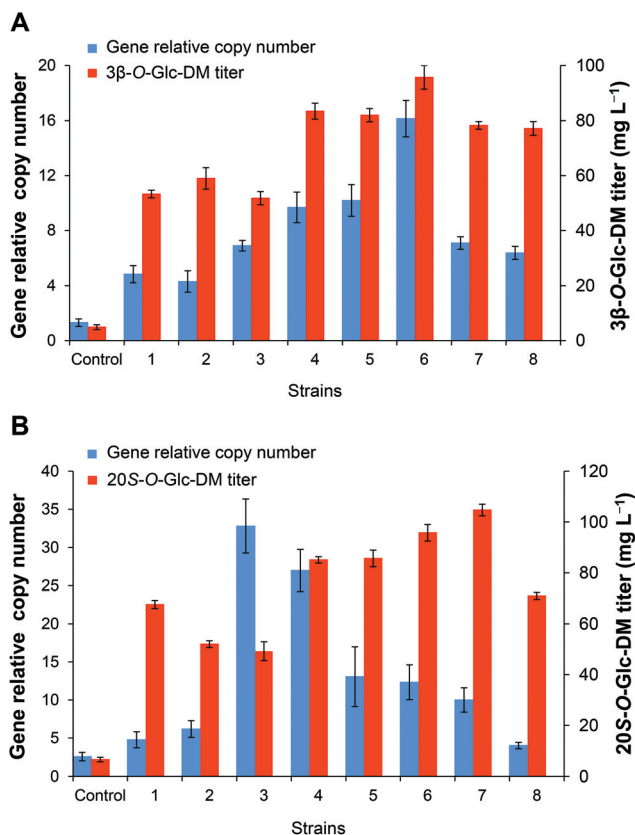 A
Gene relative copy number
3β-O-Glc-DM titer
Gene relative copy number
20
16
12
8
4
0
100
80
60
40
20
0
3β-O-Glc-DM titer (mg L⁻¹)
Control 1 2 3 4 5 6 7 8
Strains
B
Gene relative copy number
20S-O-Glc-DM titer
Gene relative copy number
40
35
30
25
20
15
10
5
0
120
100
80
60
40
20
0
20S-O-Glc-DM titer (mg L⁻¹)
Control 1 2 3 4 5 6 7 8
Strains